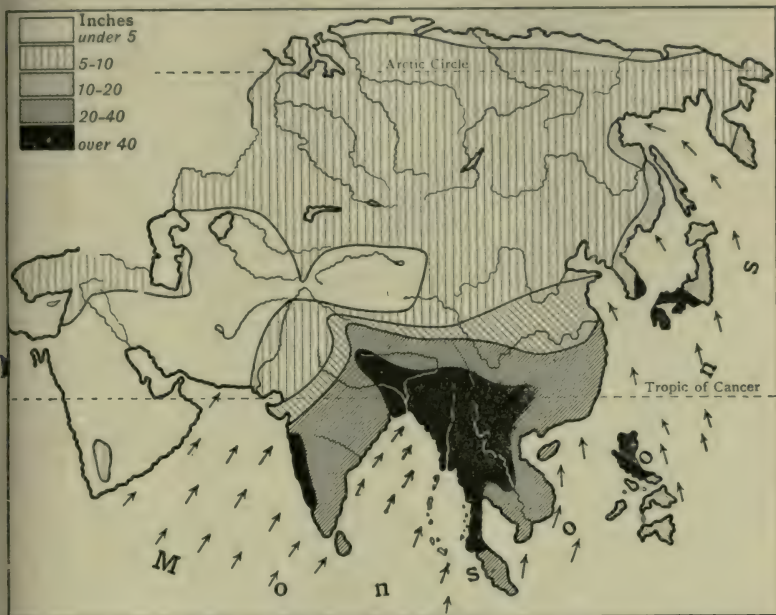 Inches
under 5
5-10
10-20
20-40
over 40
Arctic Circle
Tropic of Cancer
M o n s o o n s